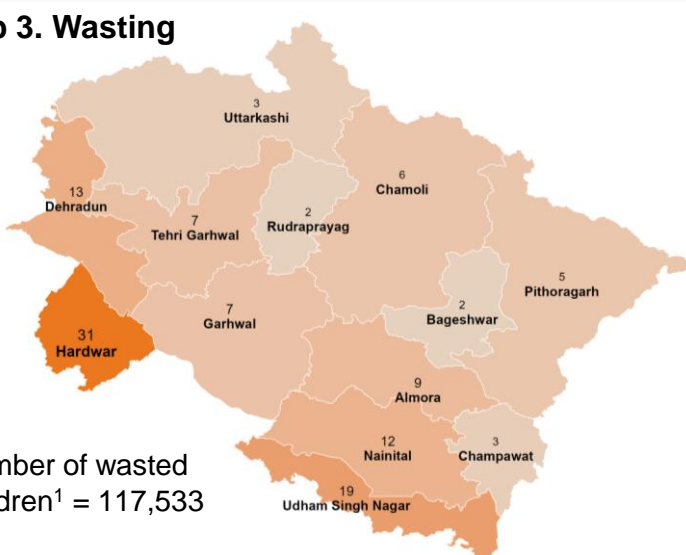 3. Wasting
3
Uttarkashi
6
Chamoli
13
Dehradun
2
Rudraprayag
7
Tehri Garhwal
5
Pithoragarh
7
Garhwal
2
Bageshwar
31
Hardwar
9
Almora
12
Nainital
3
Champawat
mber of wasted
dren¹ = 117,533
19
Udham Singh Nagar